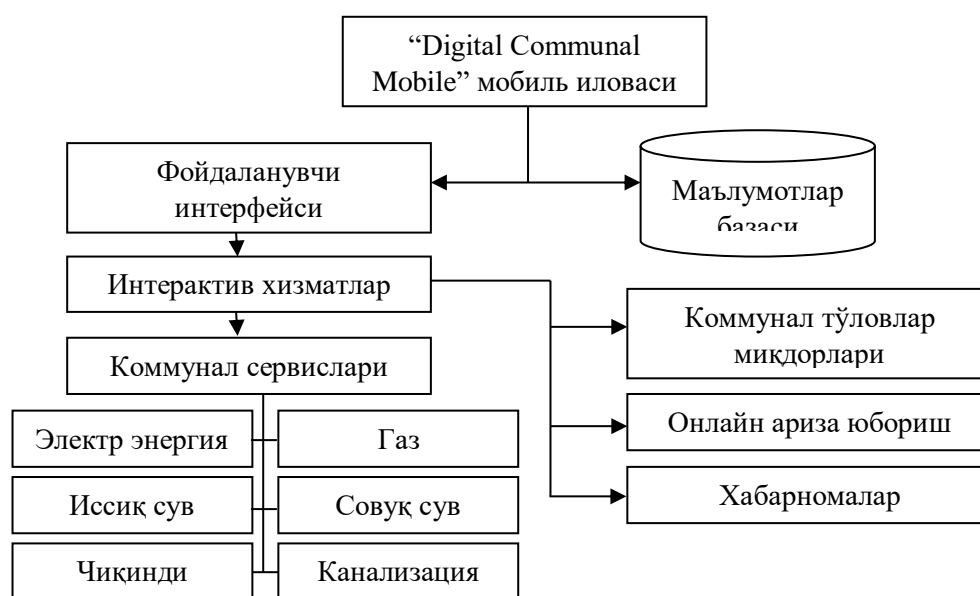 “Digital Communal
Mobile” мобиль иловаси
Фойдаланувчи
интерфейси
Маълумотлар
базаси
Интерактив хизматлар
Коммунал тўловлар
миқдорлари
Коммунал сервислари
Онлайн ариза юбориш
Электр энергия
Газ
Иссиқ сув
Совуқ сув
Хабарномалар
Чиқинди
Канализация